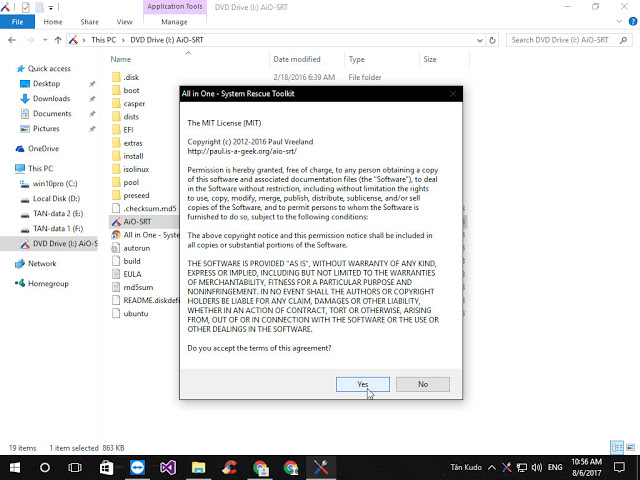 Application Tools
DVD Drive (I:) AiO-SRT
File
Home
Share
View
Manage
This PC
DVD Drive (I:) AiO-SRT
Search DVD Drive (I:) AiO-SRT
Name
Date modified
Type
Size
Quick access
Desktop
Downloads
Documents
Pictures
OneDrive
This PC
win10pro (C:)
Local Disk (D:)
TAN-data 2 (E:)
TAN-data 1 (F:)
DVD Drive (I:) AiO-S
Network
Homegroup
.disk
2/18/2016 6:39 AM
File folder
boot
casper
dists
EFI
extras
install
isolinux
pool
preseed
.checksum.md5
AiO-SRT
All in One - Syste
autorun
build
EULA
md5sum
README.diskdefi
ubuntu
All in One - System Rescue Toolkit
The MIT License (MIT)
Copyright (c) 2012-2016 Paul Vreeland
http://paul.is-a-geek.org/aio-srt/
Permission is hereby granted, free of charge, to any person obtaining a copy
of this software and associated documentation files (the "Software"), to deal
in the Software without restriction, including without limitation the rights
to use, copy, modify, merge, publish, distribute, sublicense, and/or sell
copies of the Software, and to permit persons to whom the Software is
furnished to do so, subject to the following conditions:
The above copyright notice and this permission notice shall be included in
all copies or substantial portions of the Software.
THE SOFTWARE IS PROVIDED "AS IS", WITHOUT WARRANTY OF ANY KIND,
EXPRESS OR IMPLIED, INCLUDING BUT NOT LIMITED TO THE WARRANTIES
OF MERCHANTABILITY, FITNESS FOR A PARTICULAR PURPOSE AND
NONINFRINGEMENT. IN NO EVENT SHALL THE AUTHORS OR COPYRIGHT
HOLDERS BE LIABLE FOR ANY CLAIM, DAMAGES OR OTHER LIABILITY,
WHETHER IN AN ACTION OF CONTRACT, TORT OR OTHERWISE, ARISING
FROM, OUT OF OR IN CONNECTION WITH THE SOFTWARE OR THE USE OR
OTHER DEALINGS IN THE SOFTWARE.
Do you accept the terms of this agreement?
Yes
No
19 items
1 item selected 863 KB
Tân Kudo
ENG
10:56 AM
8/6/2017